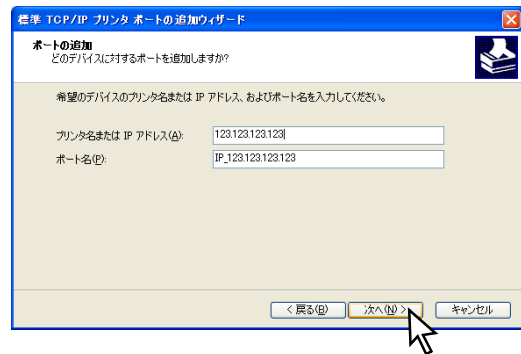 標準 TCP/IP プリンタ ポートの追加ウィザード
ポートの追加
どのデバイスに対するポートを追加しますか?
希望のデバイスのプリンタ名または IP アドレス、およびポート名を入力してください。
プリンタ名または IP アドレス(A):
123.123.123.123
ポート名(P):
IP_123.123.123.123
< 戻る(B)
次へ(N) >
キャンセル